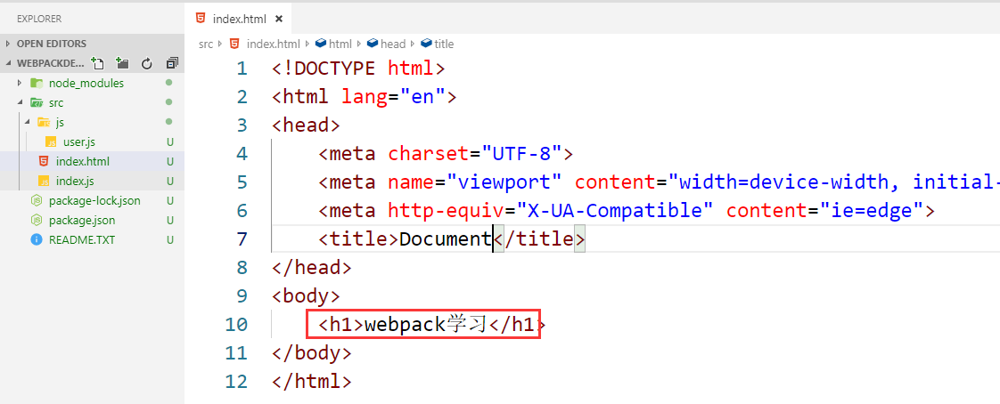 EXPLORER
OPEN EDITORS
WEBPACKDE...
node_modules
src
js
JS user.js U
index.html U
JS index.js U
package-lock.json U
package.json U
README.TXT U
index.html ×
src index.html html head title
1 <!DOCTYPE html>
2 <html lang="en">
3 <head>
4 <meta charset="UTF-8">
5 <meta name="viewport" content="width=device-width, initial-
6 <meta http-equiv="X-UA-Compatible" content="ie=edge">
7 <title>Document</title>
8 </head>
9 <body>
10 <h1>webpack学习</h1>
11 </body>
12 </html>